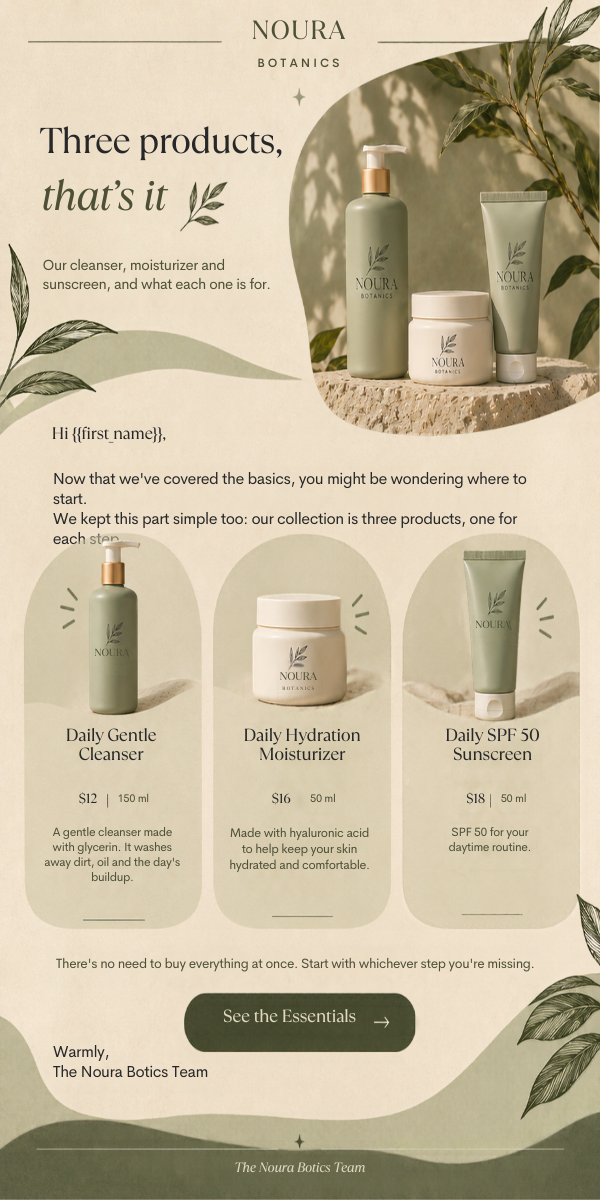 NOURA
BOTANICS
Three products,
that's it
Our cleanser, moisturizer and
sunscreen, and what each one is for.
NOURA
BOTANICS
NOURA
BOTANICS
NOURA
BOTANICS
Hi {{first_name}},
Now that we've covered the basics, you might be wondering where to
start.
We kept this part simple too: our collection is three products, one for
each step.
NOURA
NOURA
BOTANICS
NOURA
Daily Gentle
Cleanser
$12 | 150 ml
A gentle cleanser made
with glycerin. It washes
away dirt, oil and the day's
buildup.
Daily Hydration
Moisturizer
$16 50 ml
Made with hyaluronic acid
to help keep your skin
hydrated and comfortable.
Daily SPF 50
Sunscreen
$18 | 50 ml
SPF 50 for your
daytime routine.
There's no need to buy everything at once. Start with whichever step you're missing.
See the Essentials →
Warmly,
The Noura Botics Team
The Noura Botics Team